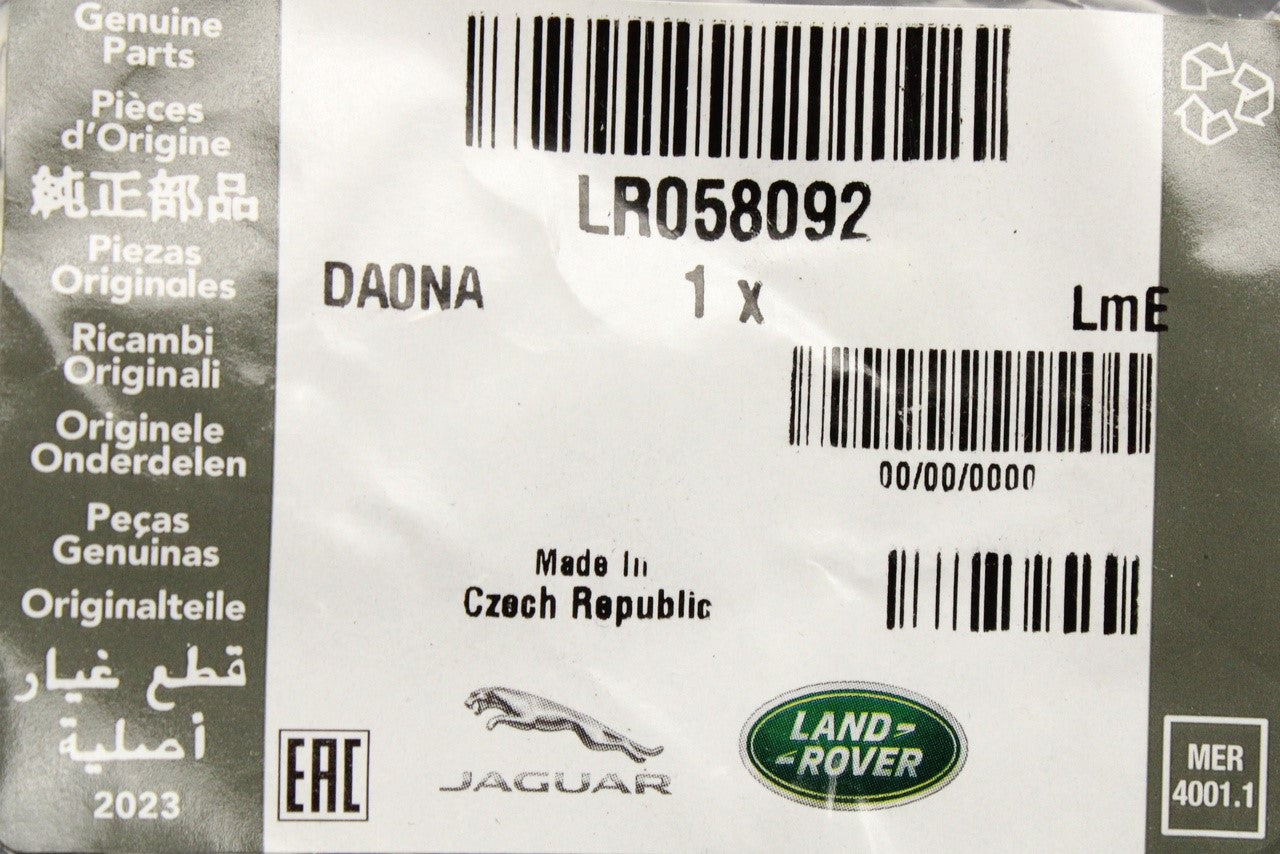 Genuine
Parts
Pièces
d'Origine
純正部品
Piezas
Originales
Ricambi
Originali
Originele
Onderdelen
Peças
Genuinas
Originalteile
قطع غيار
أصلية
2023
LR058092
DA0NA
1 x
LmE
00/00/0000
Made In
Czech Republic
EAC
JAGUAR
LAND-
-ROVER
MER
4001.1